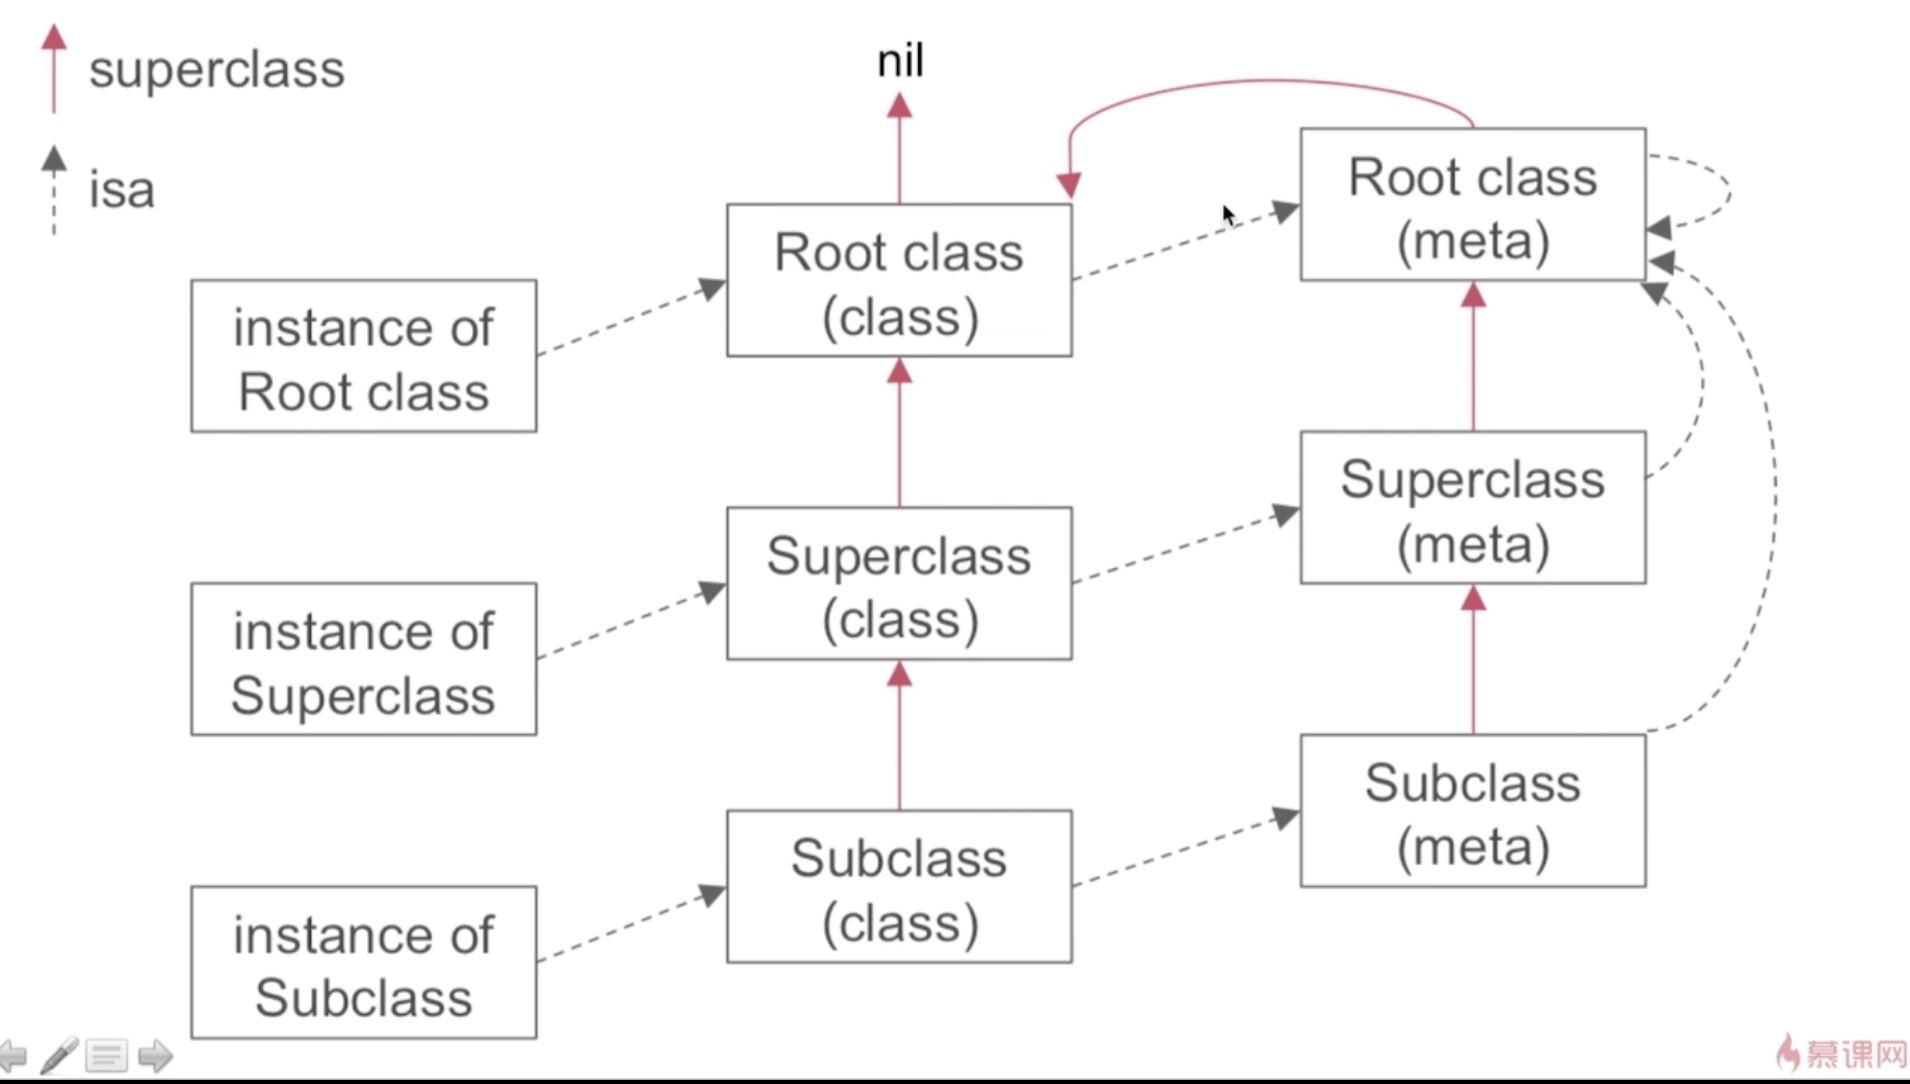 superclass
isa
nil
Root class
(meta)
Root class
(class)
instance of
Root class
Superclass
(meta)
Superclass
(class)
instance of
Superclass
Subclass
(meta)
Subclass
(class)
instance of
Subclass
慕课网